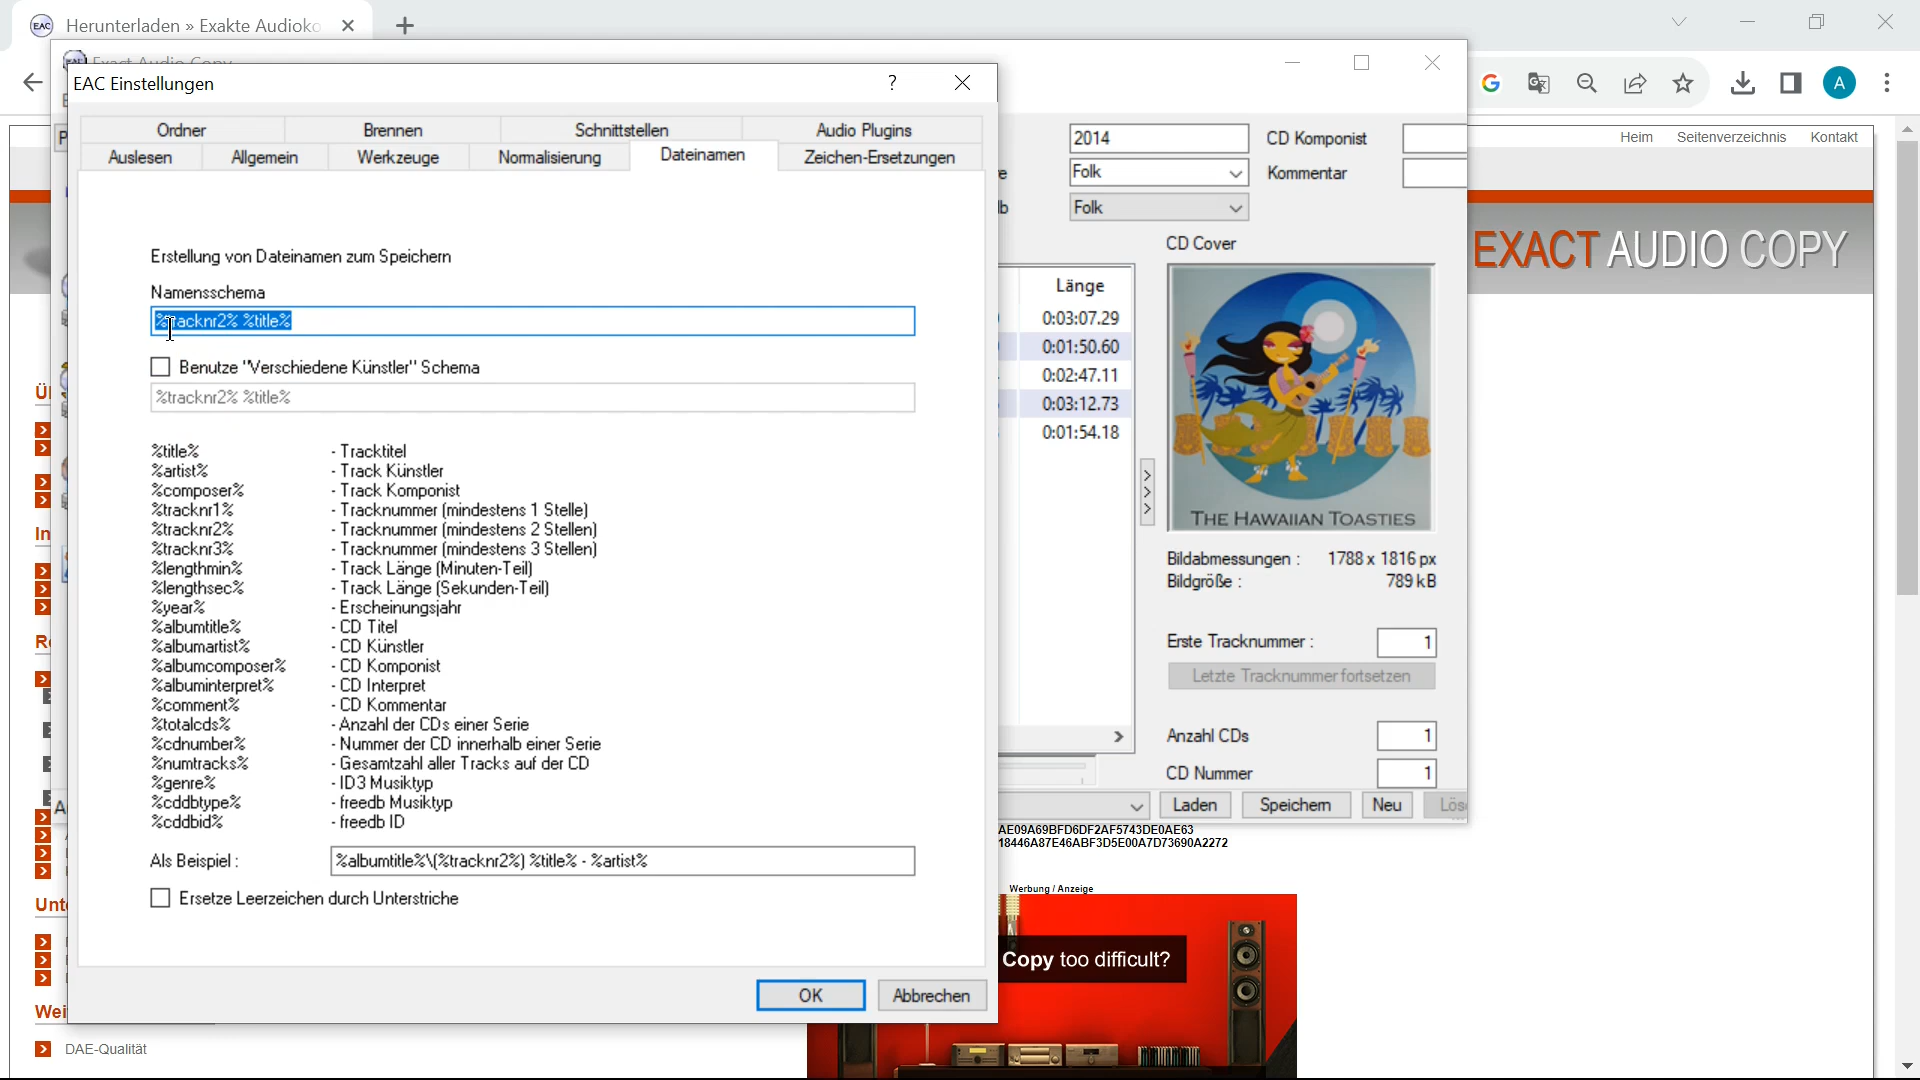 EAC Herunterladen » Exakte Audioko
EAC Einstellungen
Ordner Brennen Schnittstellen Audio Plugins
Auslesen Allgemein Werkzeuge Normalisierung Dateinamen Zeichen-Ersetzungen
Erstellung von Dateinamen zum Speichern
Namensschema
%tracknr2% %title%
Benutze "Verschiedene Künstler" Schema
%tracknr2% %title%
%title% - Tracktitel
%artist% - Track Künstler
%composer% - Track Komponist
%tracknr1% - Tracknummer (mindestens 1 Stelle)
%tracknr2% - Tracknummer (mindestens 2 Stellen)
%tracknr3% - Tracknummer (mindestens 3 Stellen)
%lengthmin% - Track Länge (Minuten-Teil)
%lengthsec% - Track Länge (Sekunden-Teil)
%year% - Erscheinungsjahr
%albumtitle% - CD Titel
%albumartist% - CD Künstler
%albumcomposer% - CD Komponist
%albuminterpret% - CD Interpret
%comment% - CD Kommentar
%totalcds% - Anzahl der CDs einer Serie
%cdnumber% - Nummer der CD innerhalb einer Serie
%numtracks% - Gesamtzahl aller Tracks auf der CD
%genre% - ID3 Musiktyp
%cddbtype% - freedb Musiktyp
%cddbid% - freedb ID
Als Beispiel : %albumtitle%\(%tracknr2%) %title% - %artist%
Ersetze Leerzeichen durch Unterstriche
OK Abbrechen
2014 CD Komponist
Folk Kommentar
Folk
CD Cover
Länge
0:03:07.29
0:01:50.60
0:02:47.11
0:03:12.73
0:01:54.18
THE HAWAIIAN TOASTIES
Bildabmessungen : 1788 x 1816 px
Bildgröße : 789 kB
Erste Tracknummer : 1
Letzte Tracknummer fortsetzen
Anzahl CDs 1
CD Nummer 1
Laden Speichern Neu Lös
AE09A69BFD6DF2AF5743DE0AE63
18446A87E46ABF3D5E00A7D73690A2272
Werbung / Anzeige
Copy too difficult?
A
Heim Seitenverzeichnis Kontakt
EXACT AUDIO COPY
Üb
In
Re
Unt
Wei
DAE-Qualität